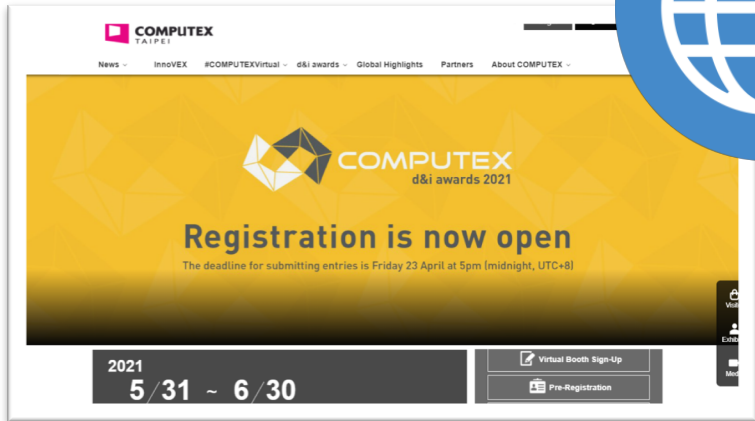 COMPUTEX
TAIPEI
News InnoVEX #COMPUTEXVirtual d&i awards Global Highlights Partners About COMPUTEX
COMPUTEX
d&i awards 2021
Registration is now open
The deadline for submitting entries is Friday 23 April at 5pm (midnight, UTC+8)
2021
5/31 ~ 6/30
Virtual Booth Sign-Up
Pre-Registration